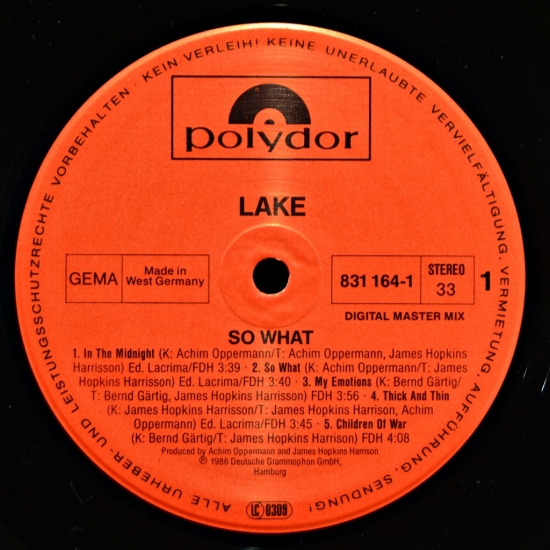 ALLE URHEBER- UND LEISTUNGSSCHUTZRECHTE VORBEHALTEN · KEIN VERLEIH! KEINE UNERLAUBTE VERVIELFÄLTIGUNG, VERMIETUNG, AUFFÜHRUNG, SENDUNG!
polydor
LAKE
GEMA
Made in
West Germany
831 164-1
STEREO
33
1
DIGITAL MASTER MIX
SO WHAT
1. In The Midnight (K: Achim Oppermann/T: Achim Oppermann, James Hopkins
Harrisson) Ed. Lacrima/FDH 3:39 · 2. So What (K: Achim Oppermann/T: James
Hopkins Harrisson) Ed. Lacrima/FDH 3:40 · 3. My Emotions (K: Bernd Gärtig/
T: Bernd Gärtig, James Hopkins Harrisson) FDH 3:56 · 4. Thick And Thin
(K: James Hopkins Harrisson/T: James Hopkins Harrison, Achim
Oppermann) Ed. Lacrima/FDH 3:45 · 5. Children Of War
(K: Bernd Gärtig/T: James Hopkins Harrison) FDH 4:08
Produced by Achim Oppermann and James Hopkins Harrison
℗ 1986 Deutsche Grammophon GmbH,
Hamburg
LC 0309